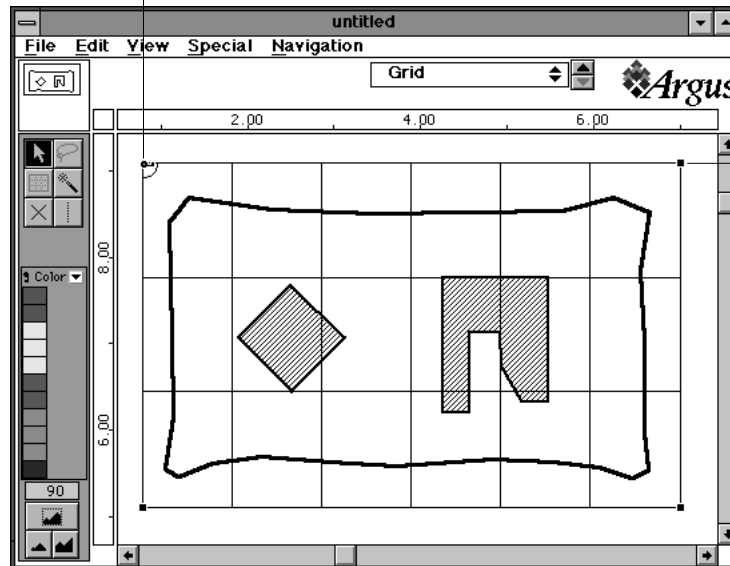 untitled
File Edit View Special Navigation
Grid
Argus
2.00 4.00 6.00
Color
8.00
6.00
90